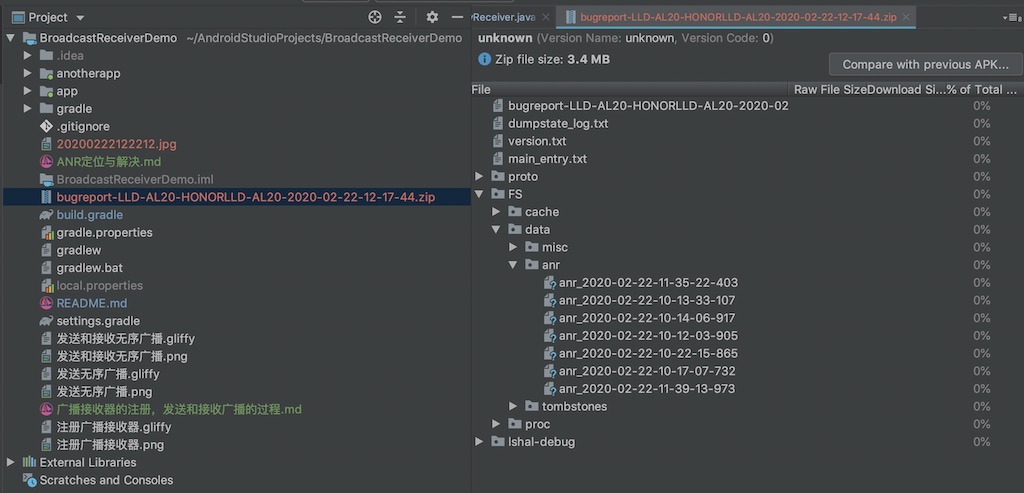 Project
BroadcastReceiverDemo ~/AndroidStudioProjects/BroadcastReceiverDemo
.idea
anotherapp
app
gradle
.gitignore
20200222122212.jpg
ANR定位与解决.md
BroadcastReceiverDemo.iml
bugreport-LLD-AL20-HONORLLD-AL20-2020-02-22-12-17-44.zip
build.gradle
gradle.properties
gradlew
gradlew.bat
local.properties
README.md
settings.gradle
发送和接收无序广播.gliffy
发送和接收无序广播.png
发送无序广播.gliffy
发送无序广播.png
广播接收器的注册，发送和接收广播的过程.md
注册广播接收器.gliffy
注册广播接收器.png
External Libraries
Scratches and Consoles
yReceiver.java
bugreport-LLD-AL20-HONORLLD-AL20-2020-02-22-12-17-44.zip
unknown (Version Name: unknown, Version Code: 0)
Zip file size: 3.4 MB
Compare with previous APK...
File Raw File Size Download Si... % of Total ...
bugreport-LLD-AL20-HONORLLD-AL20-2020-02 0%
dumpstate_log.txt 0%
version.txt 0%
main_entry.txt 0%
proto 0%
FS 0%
cache 0%
data 0%
misc 0%
anr 0%
anr_2020-02-22-11-35-22-403 0%
anr_2020-02-22-10-13-33-107 0%
anr_2020-02-22-10-14-06-917 0%
anr_2020-02-22-10-12-03-905 0%
anr_2020-02-22-10-22-15-865 0%
anr_2020-02-22-10-17-07-732 0%
anr_2020-02-22-11-39-13-973 0%
tombstones 0%
proc 0%
lshal-debug 0%